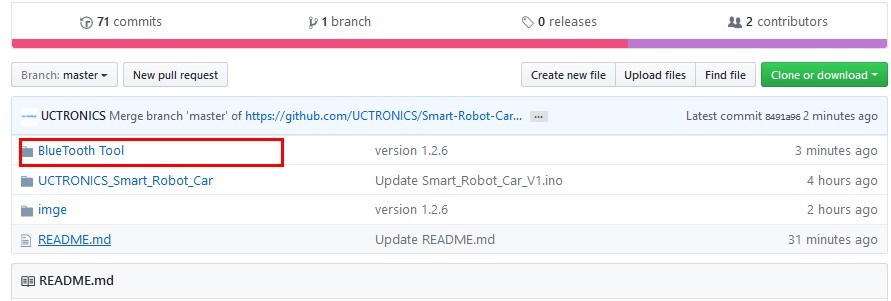 71 commits 1 branch 0 releases 2 contributors
Branch: master New pull request Create new file Upload files Find file Clone or download
UCTRONICS Merge branch 'master' of https://github.com/UCTRONICS/Smart-Robot-Car... ... Latest commit 8491a96 2 minutes ago
BlueTooth Tool version 1.2.6 3 minutes ago
UCTRONICS_Smart_Robot_Car Update Smart_Robot_Car_V1.ino 4 hours ago
imge version 1.2.6 2 hours ago
README.md Update README.md 31 minutes ago
README.md